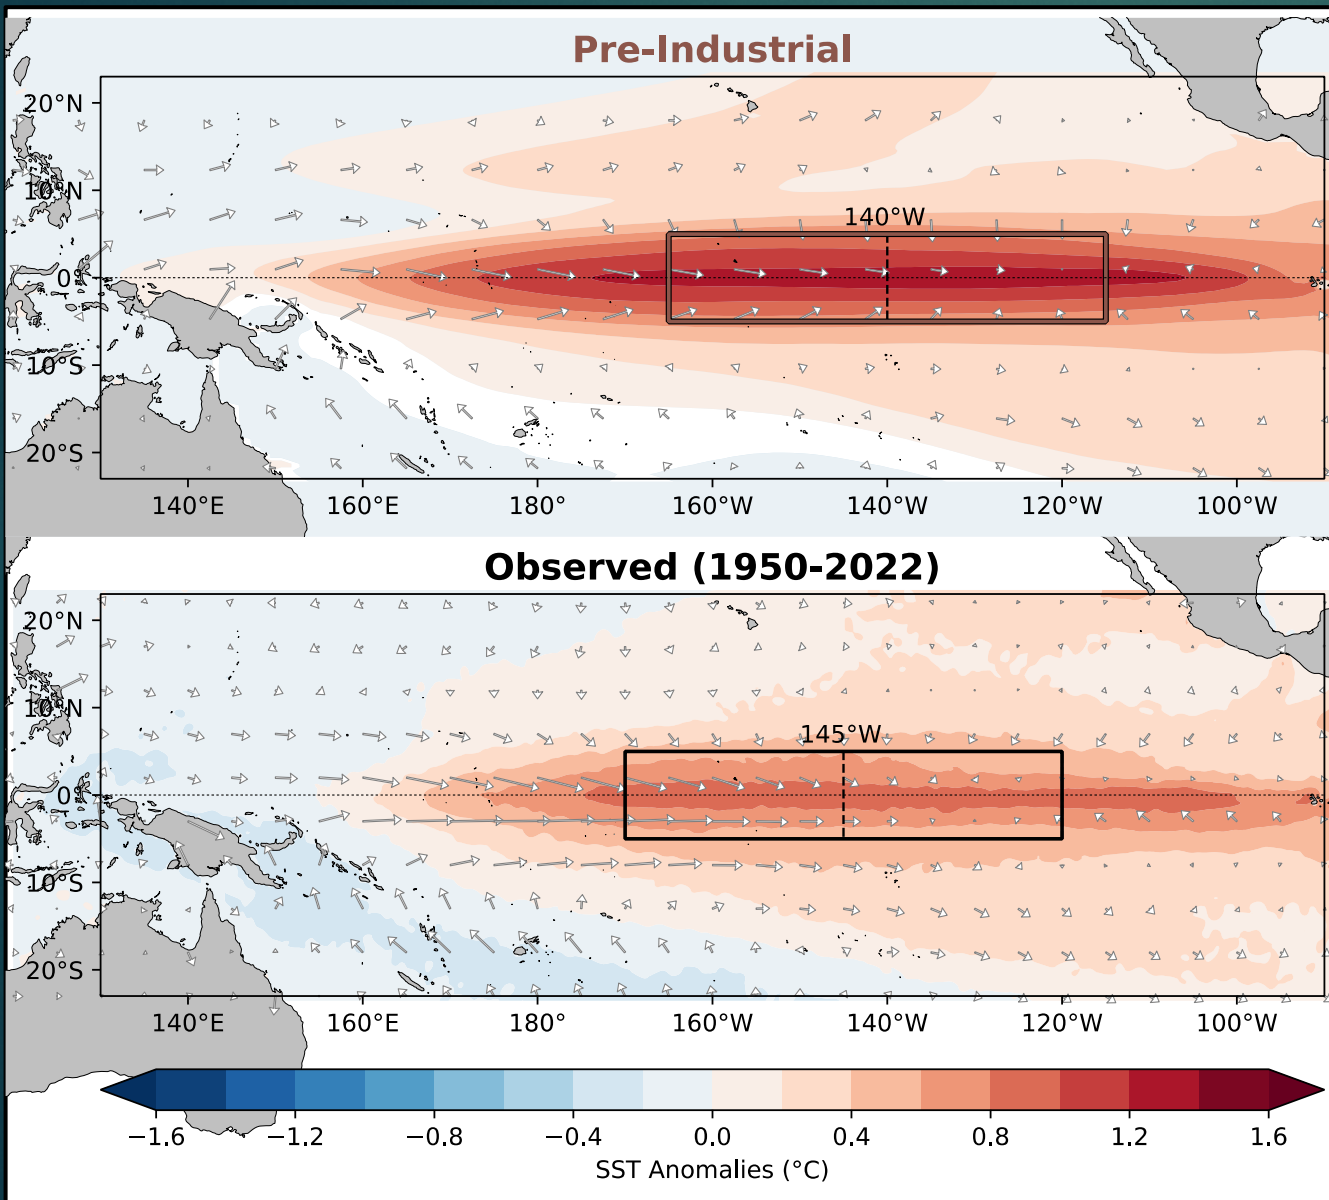 Pre-Industrial
20°N
10°N
0°
10°S
20°S
140°W
140°E 160°E 180° 160°W 140°W 120°W 100°W
Observed (1950-2022)
20°N
10°N
0°
10°S
20°S
145°W
140°E 160°E 180° 160°W 140°W 120°W 100°W
−1.6 −1.2 −0.8 −0.4 0.0 0.4 0.8 1.2 1.6
SST Anomalies (°C)